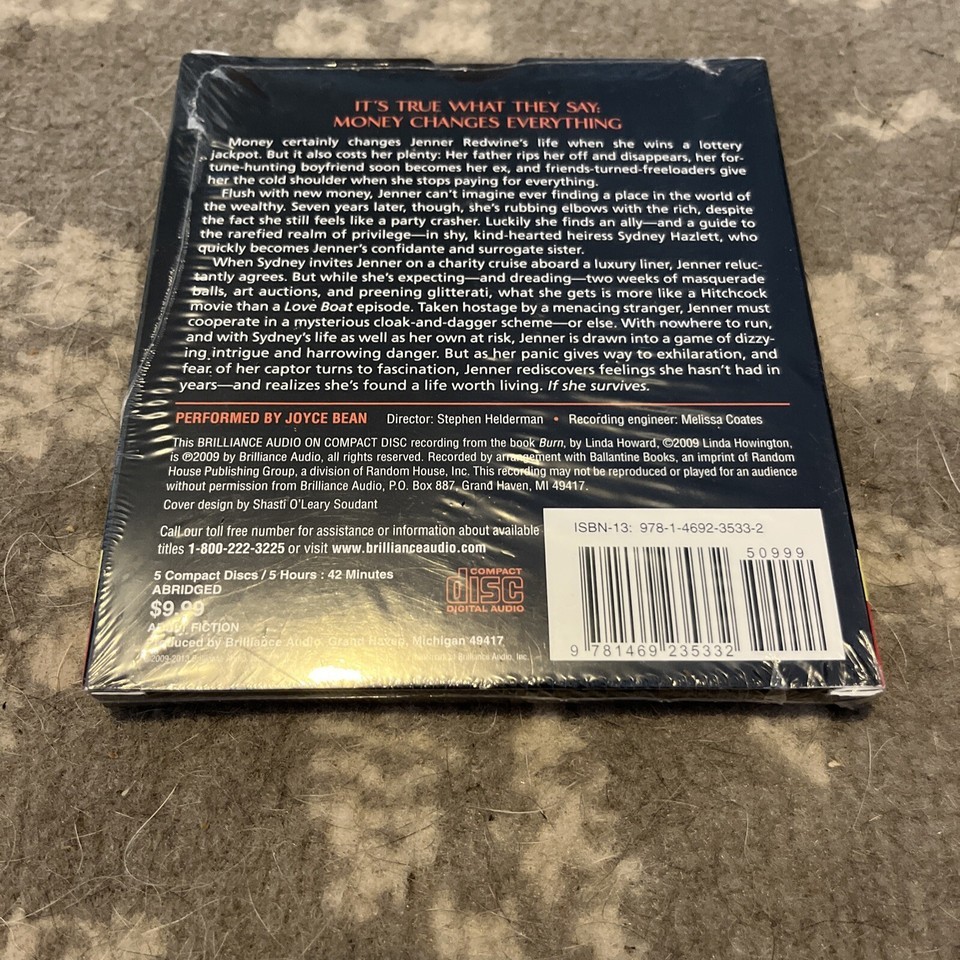 IT'S TRUE WHAT THEY SAY:
MONEY CHANGES EVERYTHING
Money certainly changes Jenner Redwine's life when she wins a lottery
jackpot. But it also costs her plenty: Her father rips her off and disappears, her for-
tune-hunting boyfriend soon becomes her ex, and friends-turned-freeloaders give
her the cold shoulder when she stops paying for everything.
Flush with new money, Jenner can't imagine ever finding a place in the world of
the wealthy. Seven years later, though, she's rubbing elbows with the rich, despite
the fact she still feels like a party crasher. Luckily she finds an ally—and a guide to
the rarefied realm of privilege—in shy, kind-hearted heiress Sydney Hazlett, who
quickly becomes Jenner's confidante and surrogate sister.
When Sydney invites Jenner on a charity cruise aboard a luxury liner, Jenner reluc-
tantly agrees. But while she's expecting—and dreading—two weeks of masquerade
balls, art auctions, and preening glitterati, what she gets is more like a Hitchcock
movie than a Love Boat episode. Taken hostage by a menacing stranger, Jenner must
cooperate in a mysterious cloak-and-dagger scheme—or else. With nowhere to run,
and with Sydney's life as well as her own at risk, Jenner is drawn into a game of dizzy-
ing intrigue and harrowing danger. But as her panic gives way to exhilaration, and
fear of her captor turns to fascination, Jenner rediscovers feelings she hasn't had in
years—and realizes she's found a life worth living. If she survives.
PERFORMED BY JOYCE BEAN Director: Stephen Helderman • Recording engineer: Melissa Coates
This BRILLIANCE AUDIO ON COMPACT DISC recording from the book Burn, by Linda Howard, ©2009 Linda Howington,
is ℗2009 by Brilliance Audio, all rights reserved. Recorded by arrangement with Ballantine Books, an imprint of Random
House Publishing Group, a division of Random House, Inc. This recording may not be reproduced or played for an audience
without permission from Brilliance Audio, P.O. Box 887, Grand Haven, MI 49417.
Cover design by Shasti O'Leary Soudant
Call our toll free number for assistance or information about available
titles 1-800-222-3225 or visit www.brillianceaudio.com
5 Compact Discs / 5 Hours : 42 Minutes
ABRIDGED
$9.99
ADULT FICTION
Produced by Brilliance Audio, Grand Haven, Michigan 49417
Brilliance Audio, Inc.
COMPACT
disc
DIGITAL AUDIO
ISBN-13: 978-1-4692-3533-2
50999
9 781469 235332